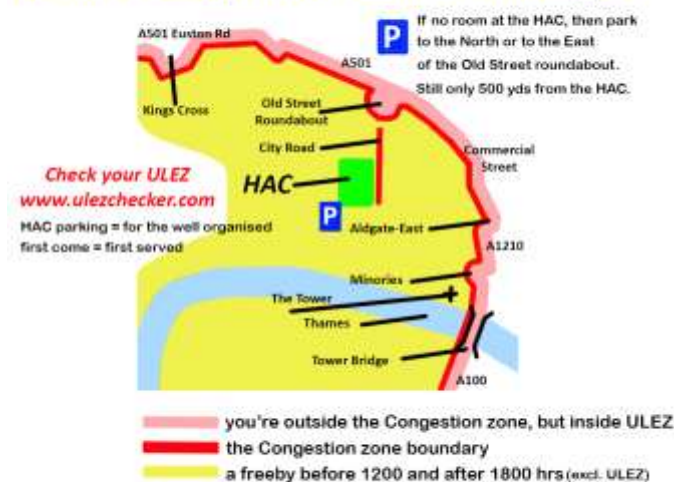 A501 Euston Rd
P
If no room at the HAC, then park
to the North or to the East
of the Old Street roundabout.
Still only 500 yds from the HAC.
A501
Kings Cross
Old Street
Roundabout
City Road
Commercial
Street
Check your ULEZ
www.ulezchecker.com
HAC
HAC parking = for the well organised
first come = first served
P
Aldgate-East
A1210
Minories
The Tower
Thames
Tower Bridge
A100
you're outside the Congestion zone, but inside ULEZ
the Congestion zone boundary
a freeby before 1200 and after 1800 hrs (excl. ULEZ)